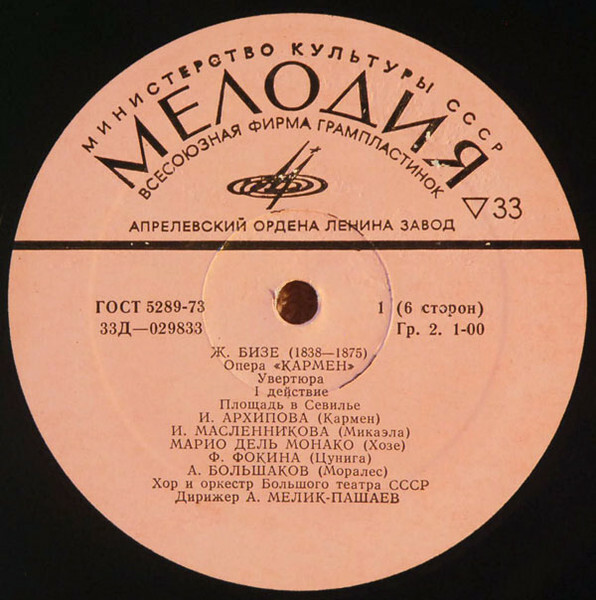 МИНИСТЕРСТВО КУЛЬТУРЫ СССР
МЕЛОДИЯ
ВСЕСОЮЗНАЯ ФИРМА ГРАМПЛАСТИНОК
▽33
АПРЕЛЕВСКИЙ ОРДЕНА ЛЕНИНА ЗАВОД
ГОСТ 5289-73
1 (6 сторон)
33Д—029833
Гр. 2. 1-00
Ж. БИЗЕ (1838—1875)
Опера «КАРМЕН»
Увертюра
I действие
Площадь в Севилье
И. АРХИПОВА (Кармен)
И. МАСЛЕННИКОВА (Микаэла)
МАРИО ДЕЛЬ МОНАКО (Хозе)
Ф. ФОКИНА (Цунига)
А. БОЛЬШАКОВ (Моралес)
Хор и оркестр Большого театра СССР
Дирижер А. МЕЛИК-ПАШАЕВ